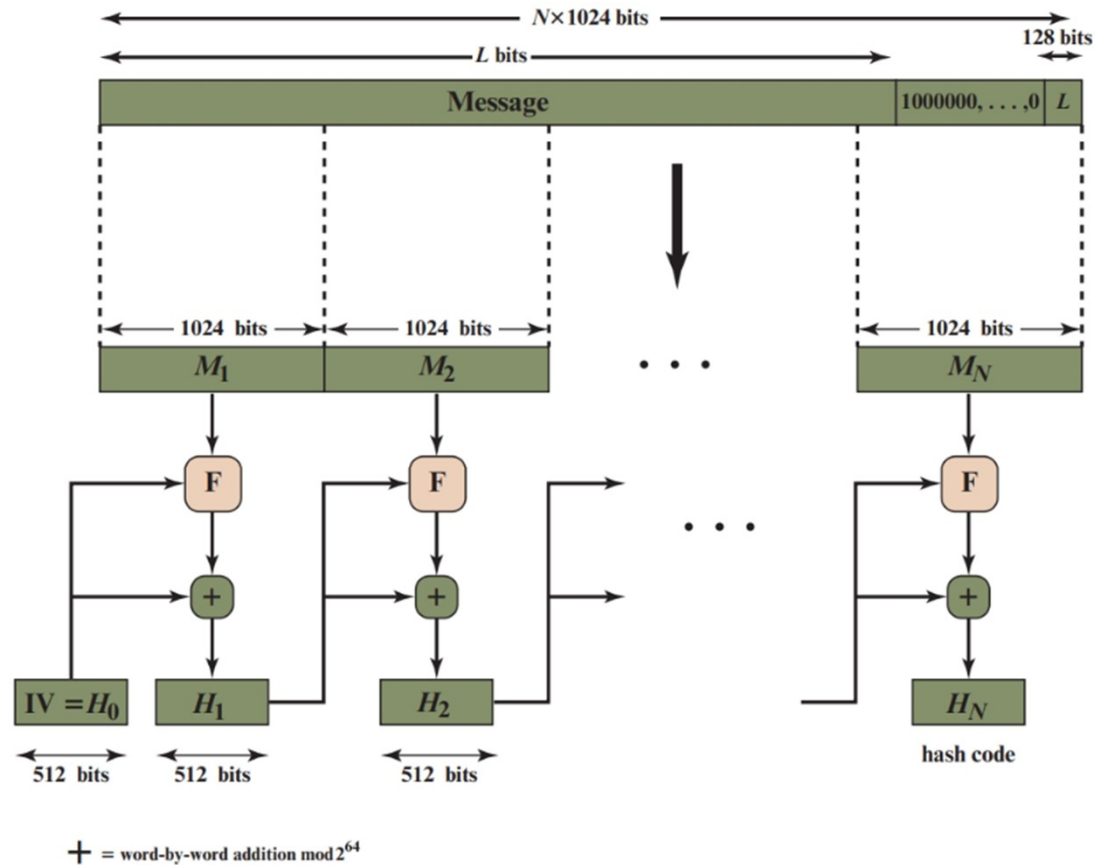 N×1024 bits
128 bits
L bits
Message 1000000, . . . ,0 L
1024 bits 1024 bits 1024 bits
M1 M2 . . . MN
F F F
. . .
+ + +
IV = H0 H1 H2 HN
512 bits 512 bits 512 bits hash code
+ = word-by-word addition mod 2^64